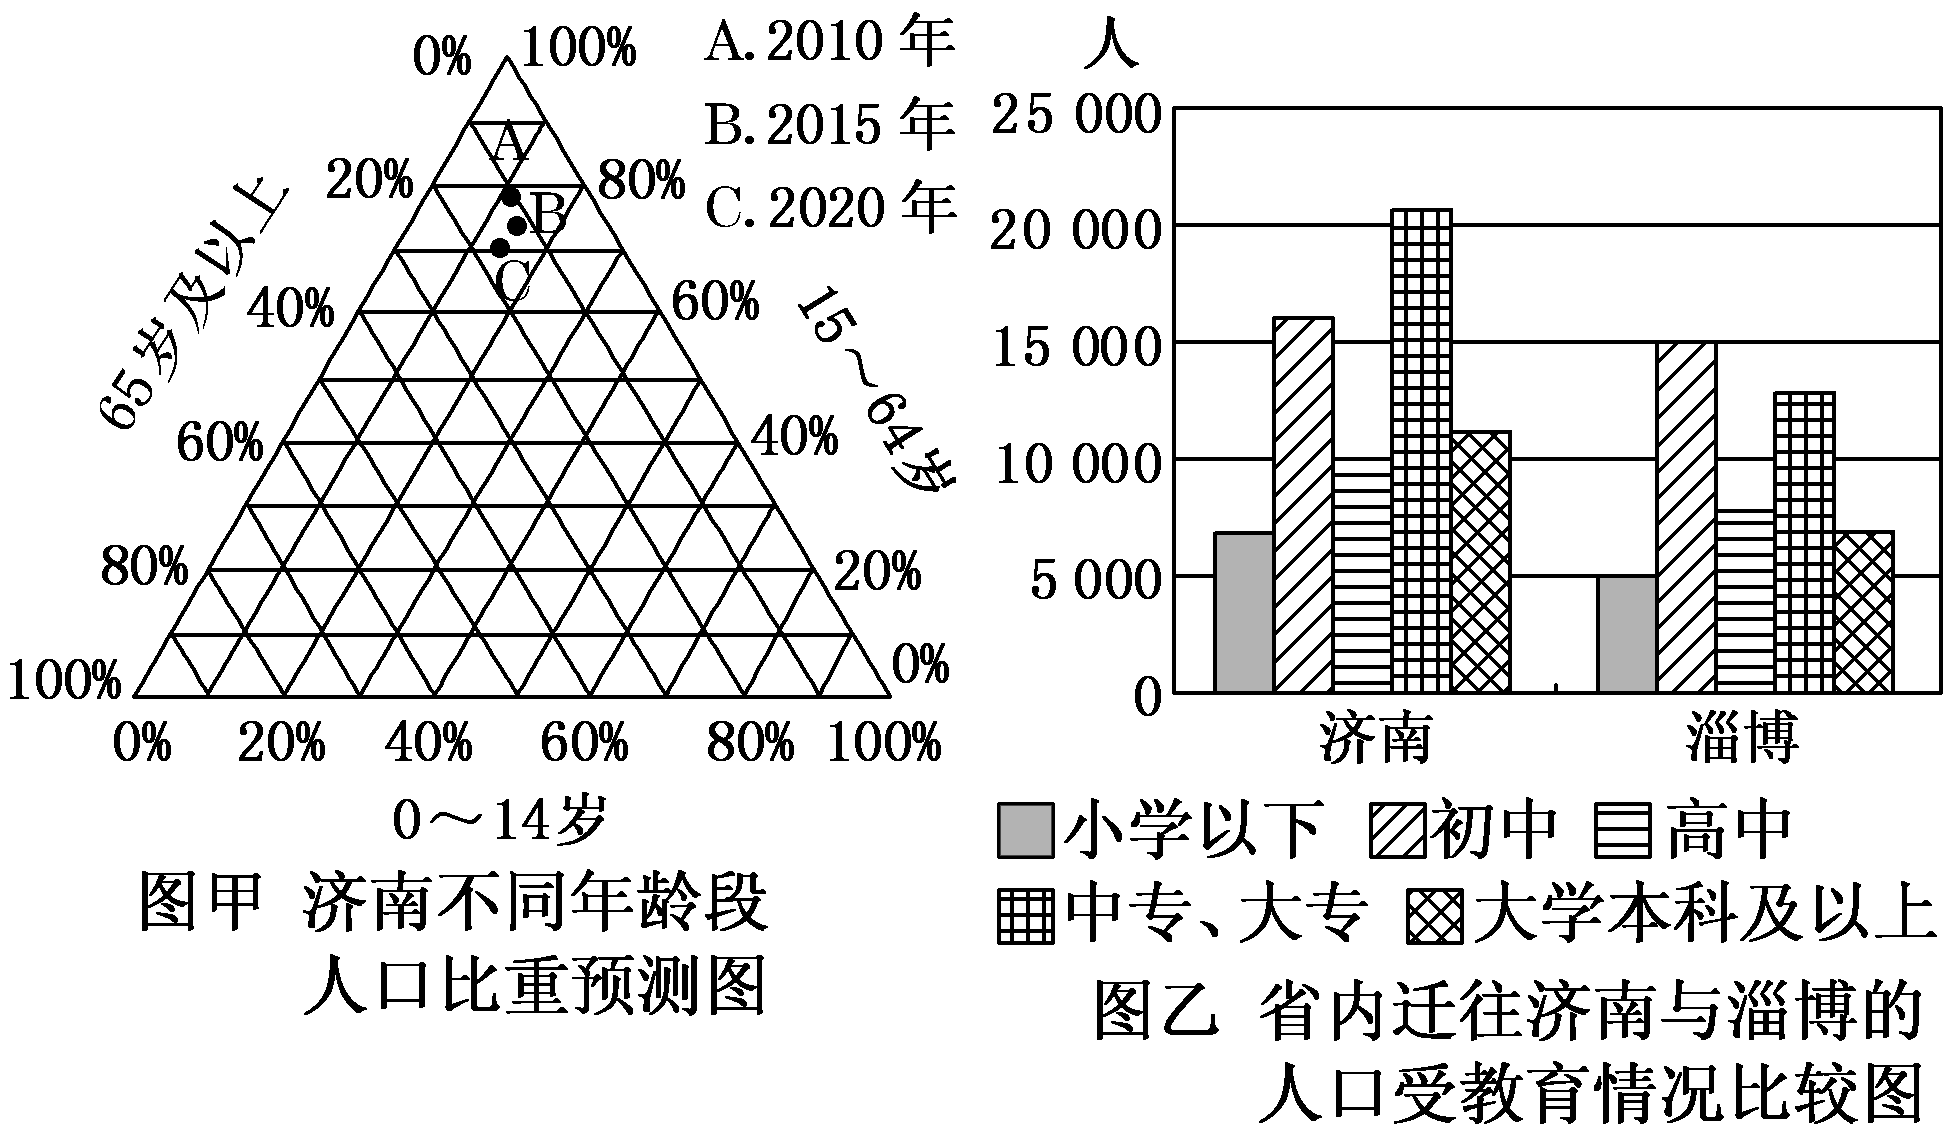 0% 100%
A
20% 80%
B
C
40% 60%
60% 40%
80% 20%
100% 0%
0% 20% 40% 60% 80% 100%
65岁及以上
15～64岁
0～14岁
A. 2010 年
B. 2015 年
C. 2020 年
图甲 济南不同年龄段
人口比重预测图
人
25 000
20 000
15 000
10 000
5 000
0
济南 淄博
小学以下 初中 高中
中专、大专 大学本科及以上
图乙 省内迁往济南与淄博的
人口受教育情况比较图